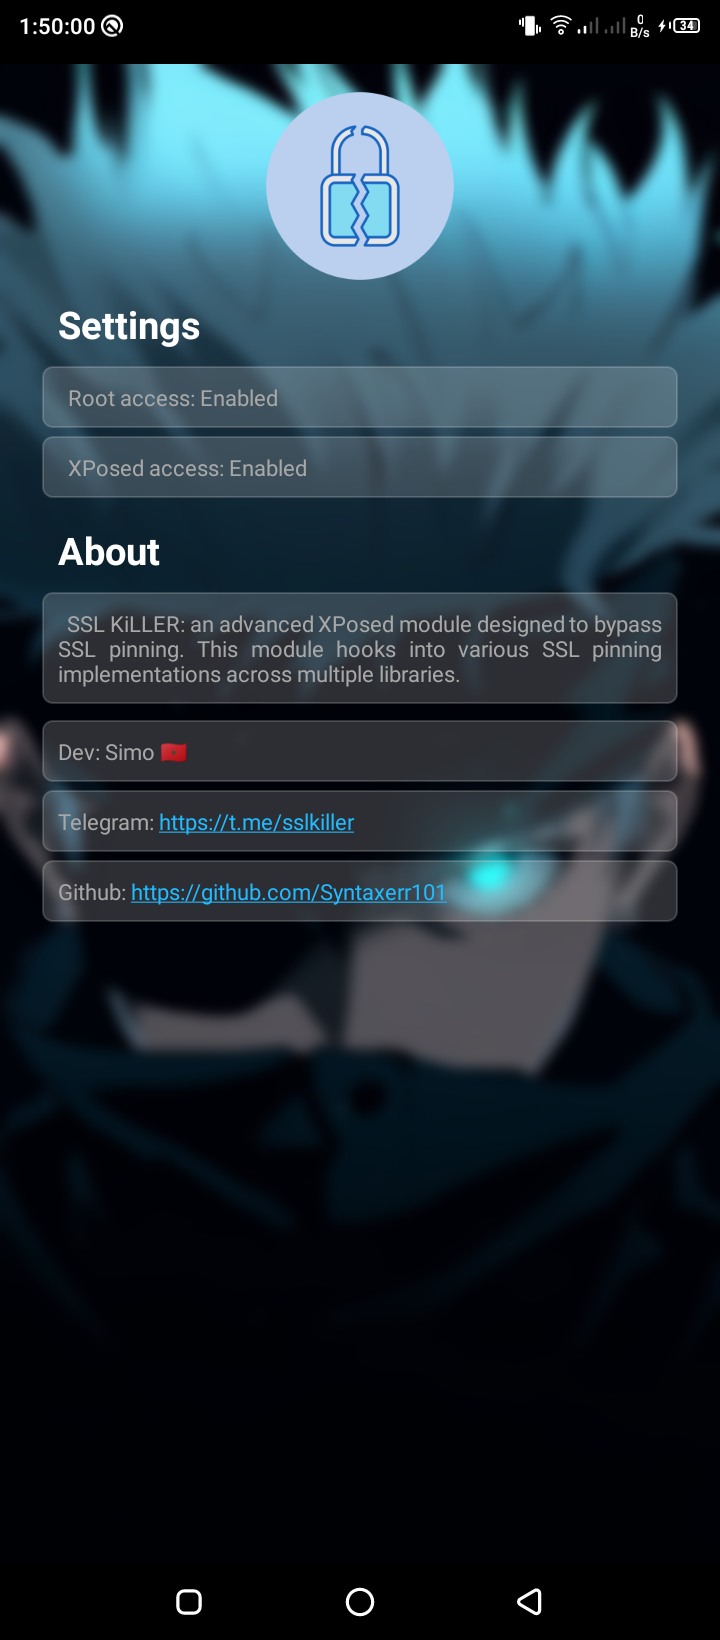 1:50:00
0
B/s
34
Settings
Root access: Enabled
XPosed access: Enabled
About
SSL KiLLER: an advanced XPosed module designed to bypass
SSL pinning. This module hooks into various SSL pinning
implementations across multiple libraries.
Dev: Simo 🇲🇦
Telegram: https://t.me/sslkiller
Github: https://github.com/Syntaxerr101